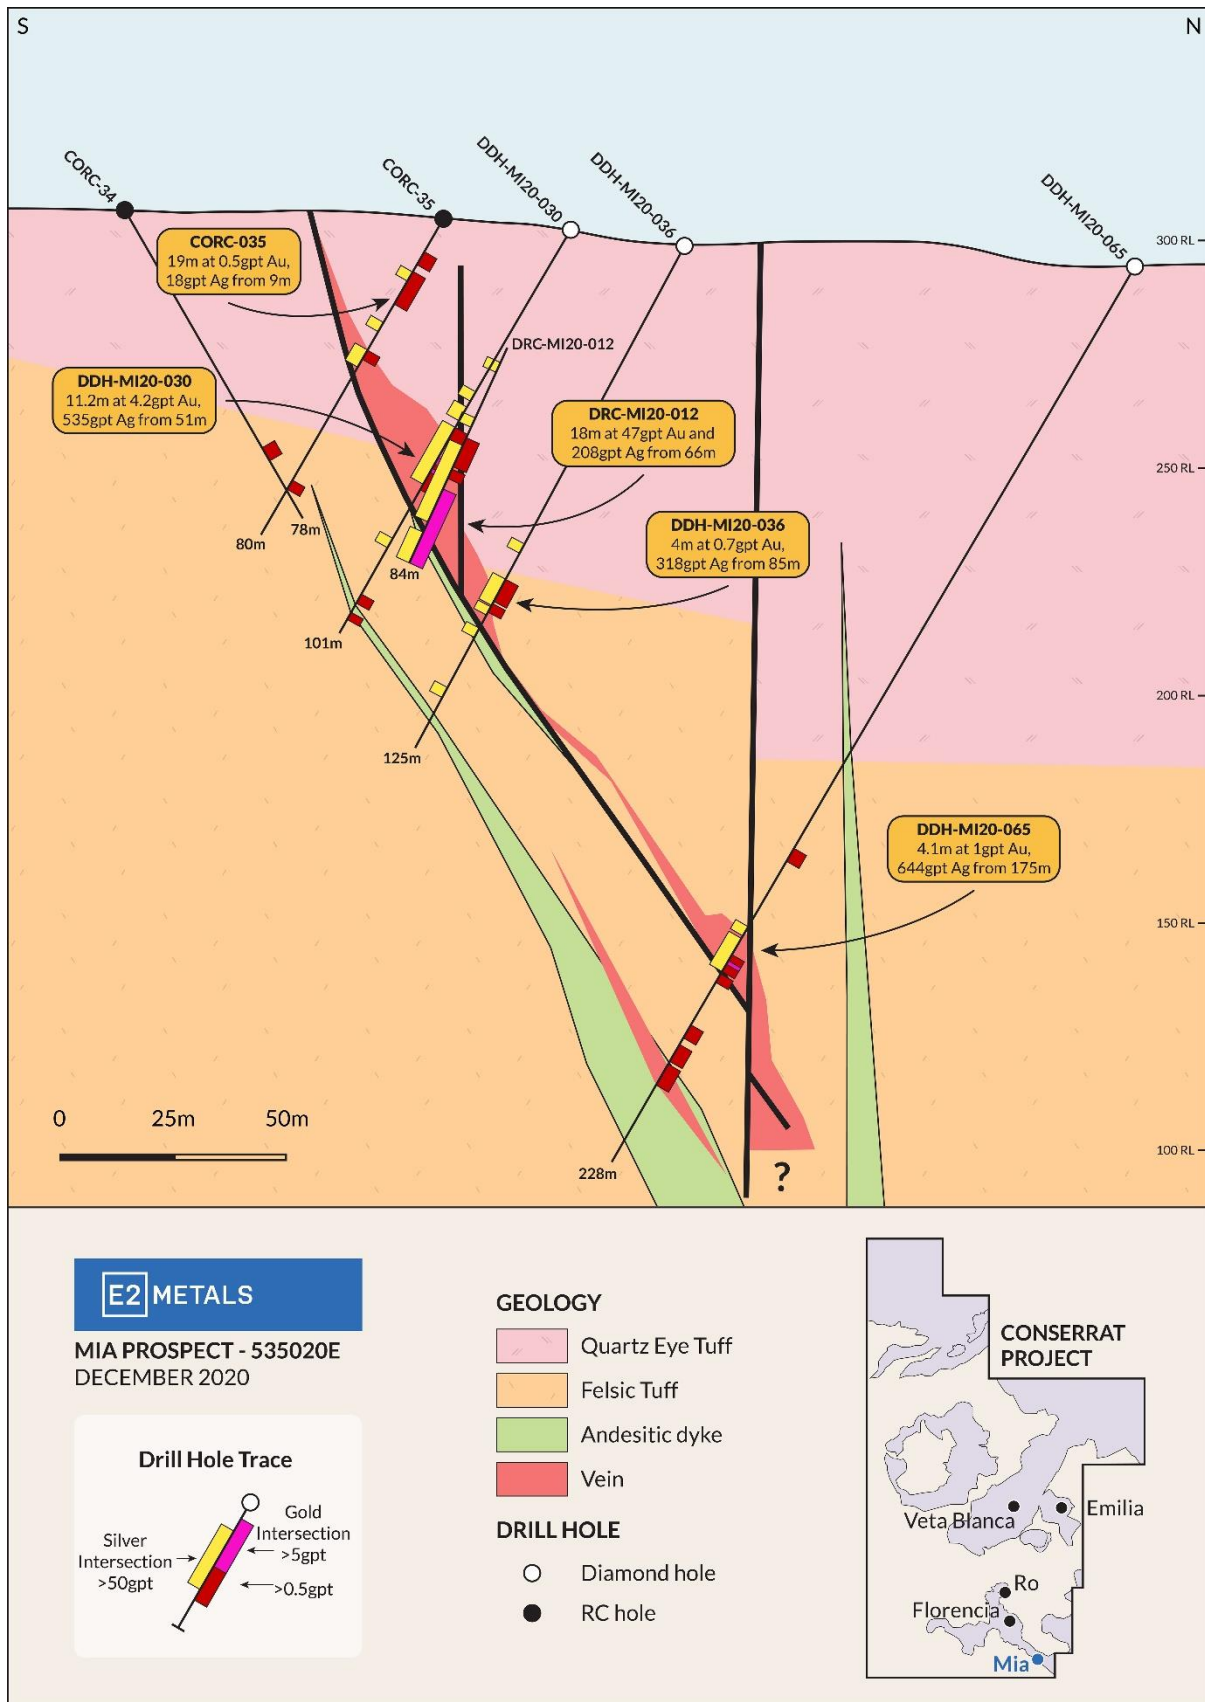 S
N
CORC-34
CORC-35
DDH-MI20-030
DDH-MI20-036
DDH-MI20-065
300 RL
CORC-035
19m at 0.5gpt Au,
18gpt Ag from 9m
DRC-MI20-012
DDH-MI20-030
11.2m at 4.2gpt Au,
535gpt Ag from 51m
DRC-MI20-012
18m at 47gpt Au and
208gpt Ag from 66m
250 RL
DDH-MI20-036
4m at 0.7gpt Au,
318gpt Ag from 85m
80m
78m
84m
101m
200 RL
125m
DDH-MI20-065
4.1m at 1gpt Au,
644gpt Ag from 175m
150 RL
0
25m
50m
100 RL
228m
?
E2 METALS
MIA PROSPECT - 535020E
DECEMBER 2020
Drill Hole Trace
Silver
Intersection
>50gpt
Gold
Intersection
>5gpt
>0.5gpt
GEOLOGY
Quartz Eye Tuff
Felsic Tuff
Andesitic dyke
Vein
DRILL HOLE
Diamond hole
RC hole
CONSERRAT
PROJECT
Veta Blanca
Emilia
Ro
Florencia
Mia